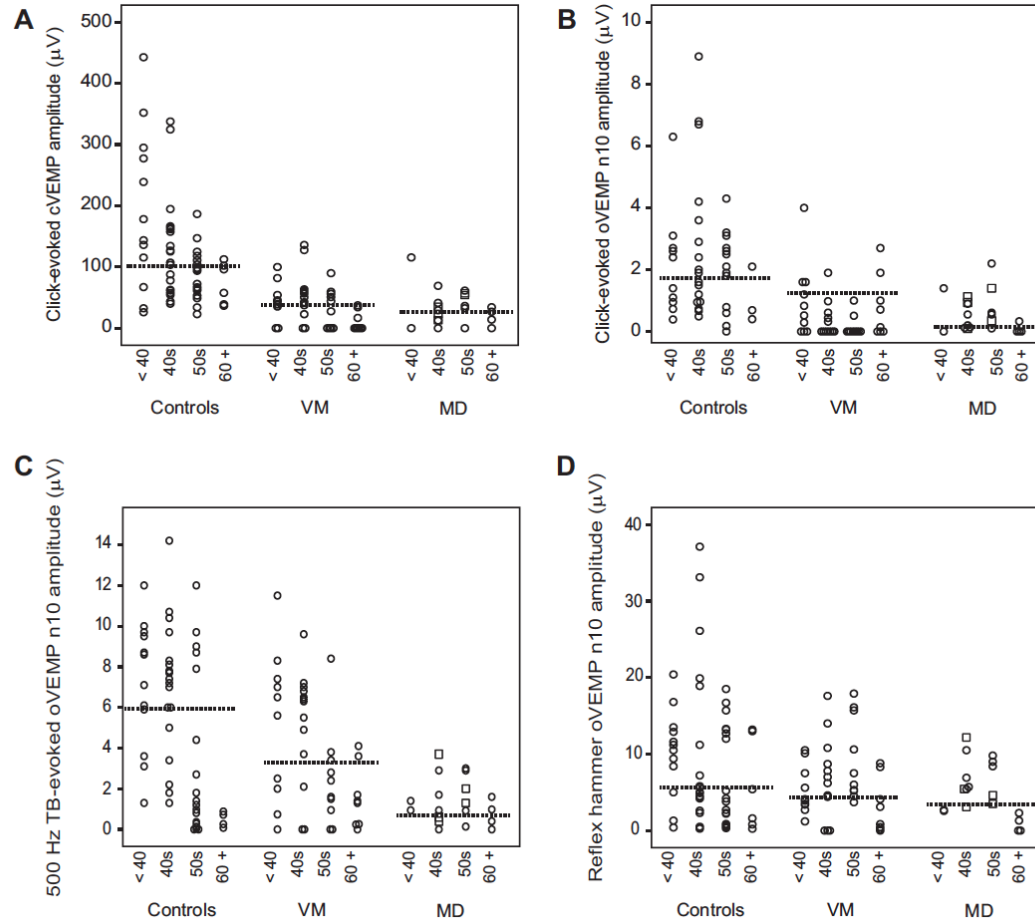 A
Click-evoked cVEMP amplitude (μV)
500
400
300
200
100
0
< 40
40s
50s
60 +
< 40
40s
50s
60 +
< 40
40s
50s
60 +
Controls
VM
MD
B
Click-evoked oVEMP n10 amplitude (μV)
10
8
6
4
2
0
< 40
40s
50s
60 +
< 40
40s
50s
60 +
< 40
40s
50s
60 +
Controls
VM
MD
C
500 Hz TB-evoked oVEMP n10 amplitude (μV)
14
12
10
8
6
4
2
0
< 40
40s
50s
60 +
< 40
40s
50s
60 +
< 40
40s
50s
60 +
Controls
VM
MD
D
Reflex hammer oVEMP n10 amplitude (μV)
40
30
20
10
0
< 40
40s
50s
60 +
< 40
40s
50s
60 +
< 40
40s
50s
60 +
Controls
VM
MD